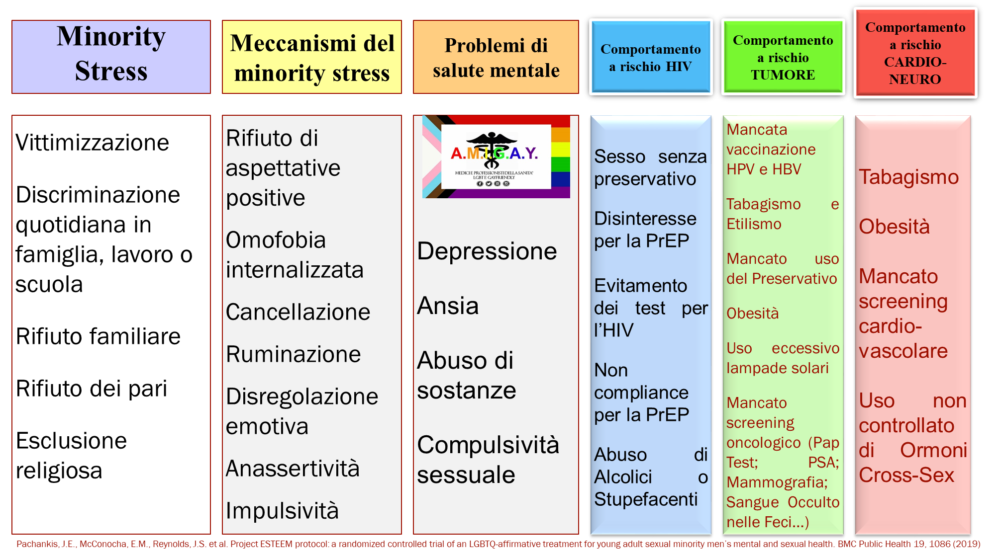 Minority
Stress
Meccanismi del
minority stress
Problemi di
salute mentale
Comportamento
a rischio HIV
Comportamento
a rischio
TUMORE
Comportamento
a rischio
CARDIO-
NEURO
Vittimizzazione
Discriminazione
quotidiana in
famiglia, lavoro o
scuola
Rifiuto familiare
Rifiuto dei pari
Esclusione
religiosa
Rifiuto di
aspettative
positive
Omofobia
internalizzata
Cancellazione
Ruminazione
Disregolazione
emotiva
Anassertività
Impulsività
A.M.I.G.A.Y.
MEDICI E PROFESSIONISTI DELLA SANITA'
LGBT E GAYFRIENDLY
Depressione
Ansia
Abuso di
sostanze
Compulsività
sessuale
Sesso senza
preservativo
Disinteresse
per la PrEP
Evitamento
dei test per
l'HIV
Non
compliance
per la PrEP
Abuso di
Alcolici o
Stupefacenti
Mancata
vaccinazione
HPV e HBV
Tabagismo e
Etilismo
Mancato uso
del Preservativo
Obesità
Uso eccessivo
lampade solari
Mancato
screening
oncologico (Pap
Test; PSA;
Mammografia;
Sangue Occulto
nelle Feci...)
Tabagismo
Obesità
Mancato
screening
cardio-
vascolare
Uso non
controllato
di Ormoni
Cross-Sex
Pachankis, J.E., McConocha, E.M., Reynolds, J.S. et al. Project ESTEEM protocol: a randomized controlled trial of an LGBTQ-affirmative treatment for young adult sexual minority men's mental and sexual health. BMC Public Health 19, 1086 (2019)